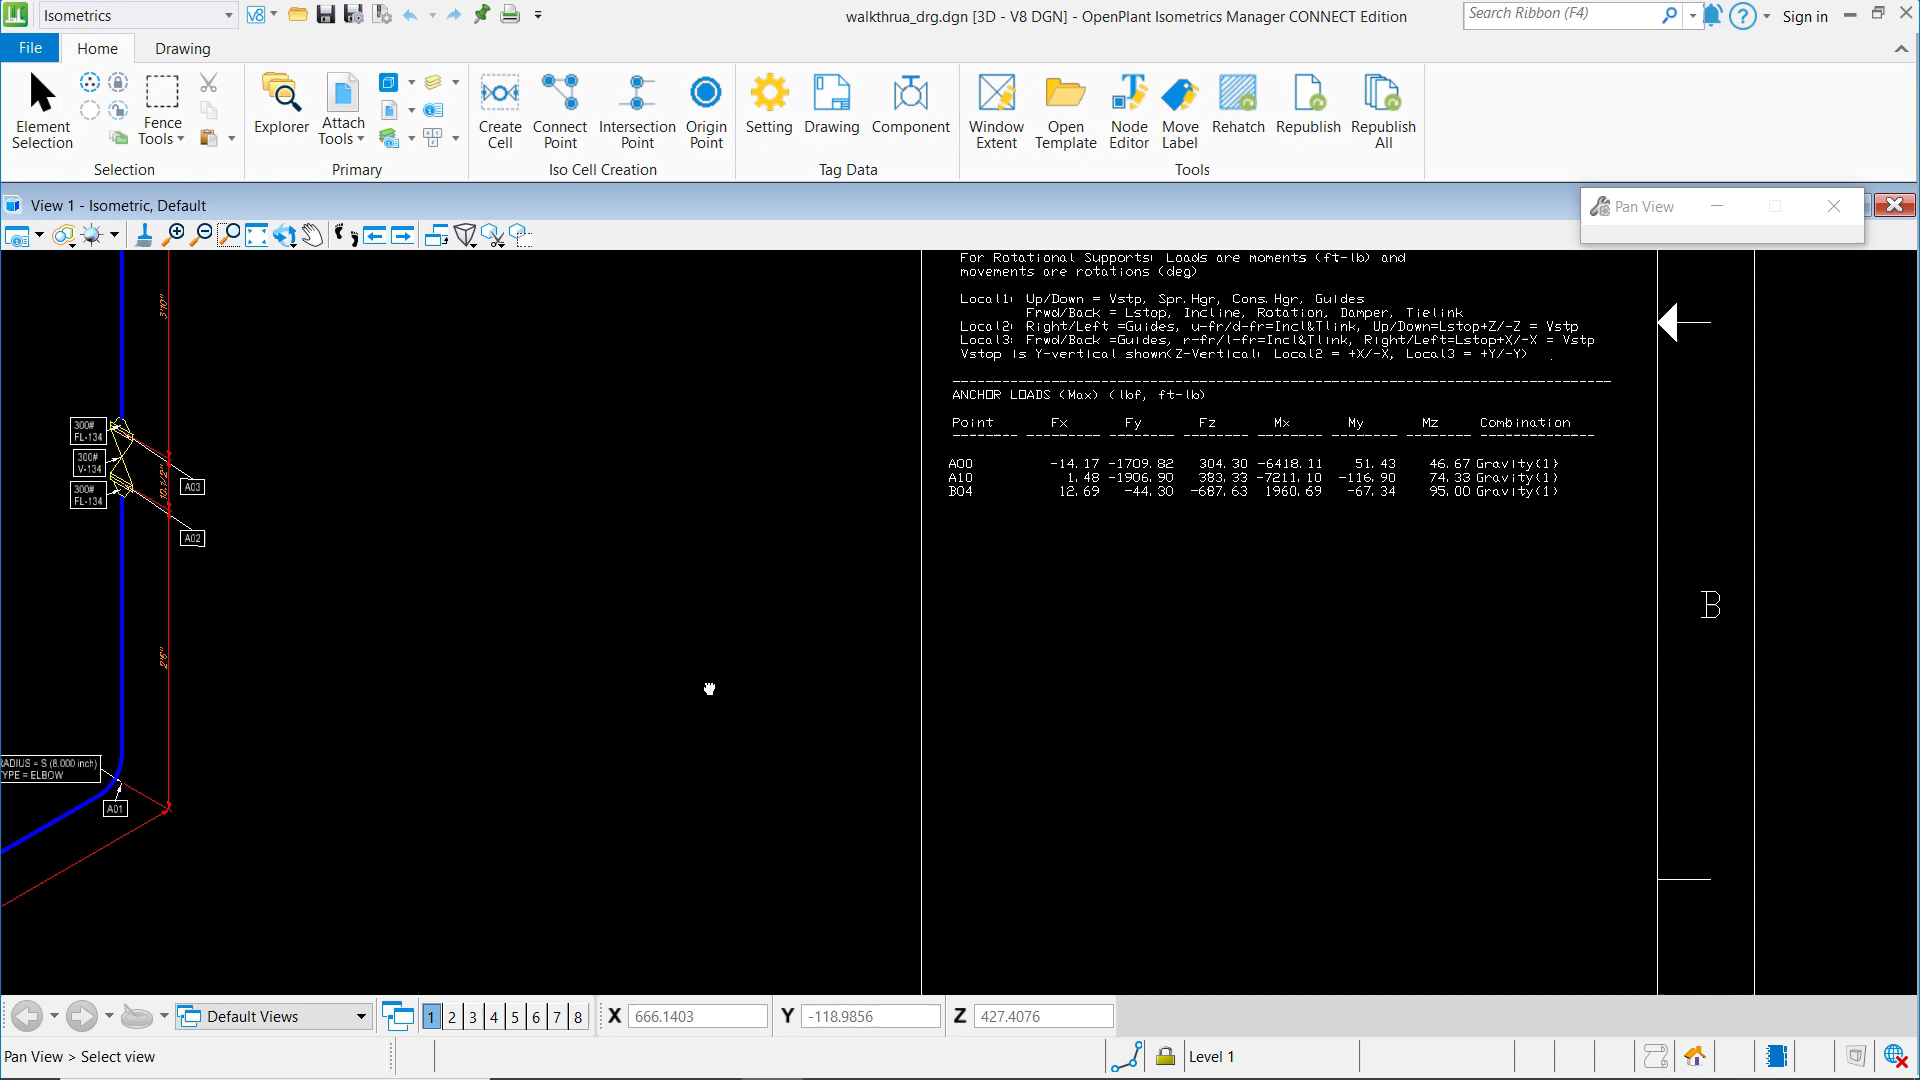 Isometrics
walkthrua_drg.dgn [3D - V8 DGN] - OpenPlant Isometrics Manager CONNECT Edition
Search Ribbon (F4)
Sign in
File
Home
Drawing
Element Selection
Fence Tools
Explorer
Attach Tools
Create Cell
Connect Point
Intersection Point
Origin Point
Setting
Drawing
Component
Window Extent
Open Template
Node Editor
Move Label
Rehatch
Republish
Republish All
Selection
Primary
Iso Cell Creation
Tag Data
Tools
View 1 - Isometric, Default
Pan View
For Rotational Supports: Loads are moments (ft-lb) and
movements are rotations (deg)
Local1: Up/Down = Vstp, Spr.Hgr, Cons.Hgr, Guides
Frwd/Back = Lstop, Incline, Rotation, Damper, Tielink
Local2: Right/Left =Guides, u-fr/d-fr=Incl&Tlink, Up/Down=Lstop+Z/-Z = Vstp
Local3: Frwd/Back =Guides, r-fr/l-fr=Incl&Tlink, Right/Left=Lstop+X/-X = Vstp
Vstop is Y-vertical shown(Z-Vertical: Local2 = +X/-X, Local3 = +Y/-Y) .
ANCHOR LOADS (Max) (lbf, ft-lb)
Point Fx Fy Fz Mx My Mz Combination
A00 -14.17 -1709.82 304.30 -6418.11 51.43 46.67 Gravity(1)
A10 1.48 -1906.90 383.33 -7211.10 -116.90 74.33 Gravity(1)
B04 12.69 -44.30 -687.63 1960.69 -67.34 95.00 Gravity(1)
3'10"
300#
FL-134
300#
V-134
300#
FL-134
A03
10.1/2"
A02
2'6"
RADIUS = S (8.000 inch)
TYPE = ELBOW
A01
B
Default Views
1 2 3 4 5 6 7 8
X 666.1403
Y -118.9856
Z 427.4076
Pan View > Select view
Level 1